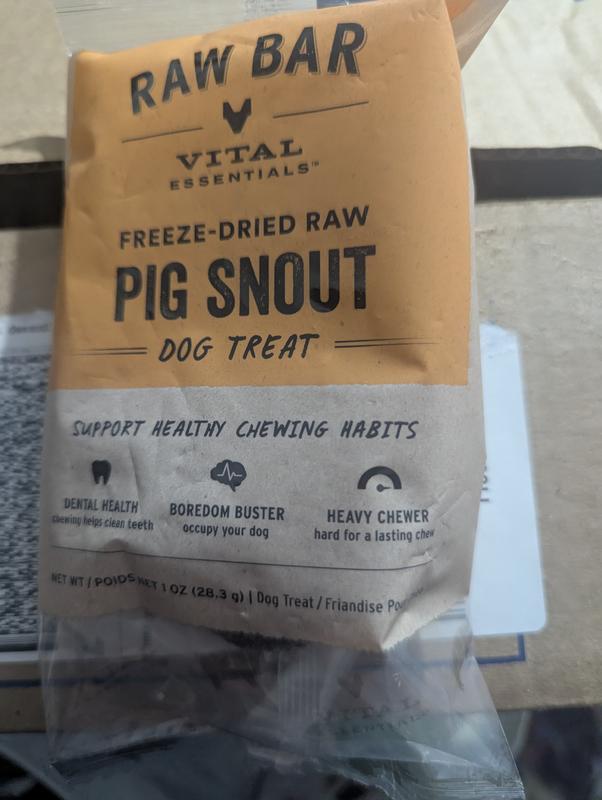 RAW BAR
VITAL
ESSENTIALS™
FREEZE-DRIED RAW
PIG SNOUT
DOG TREAT
SUPPORT HEALTHY CHEWING HABITS
DENTAL HEALTH
chewing helps clean teeth
BOREDOM BUSTER
occupy your dog
HEAVY CHEWER
hard for a lasting chew
NET WT / POIDS NET 1 OZ (28.3 g) | Dog Treat / Friandise
VITAL
ESSENTIALS